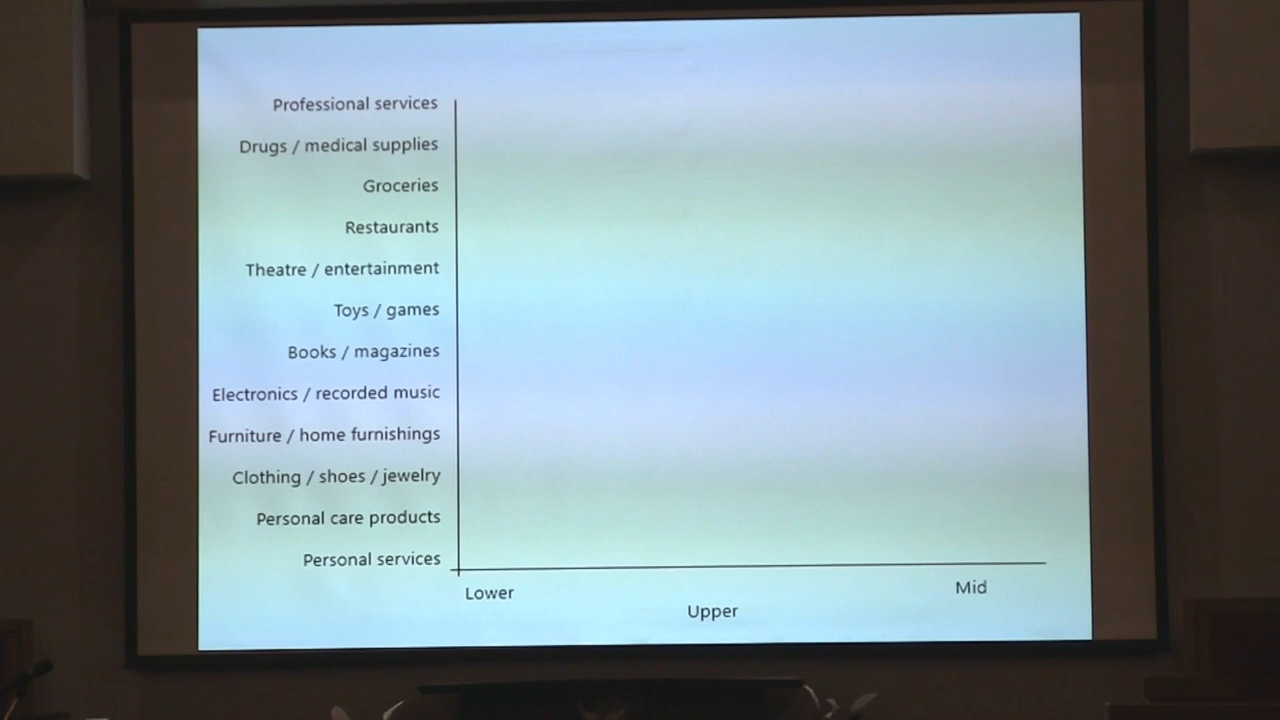 Professional services
Drugs / medical supplies
Groceries
Restaurants
Theatre / entertainment
Toys / games
Books / magazines
Electronics / recorded music
Furniture / home furnishings
Clothing / shoes / jewelry
Personal care products
Personal services
Lower
Mid
Upper